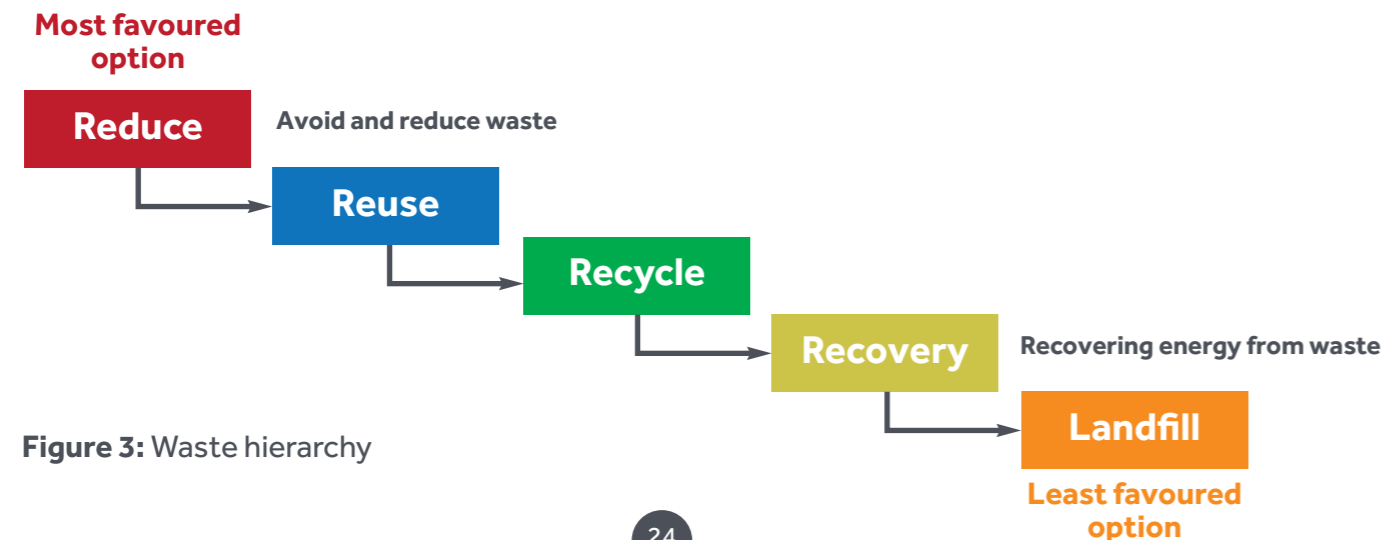 Most favoured
option
Reduce
Avoid and reduce waste
Reuse
Recycle
Recovery
Recovering energy from waste
Landfill
Least favoured
option
Figure 3: Waste hierarchy
24